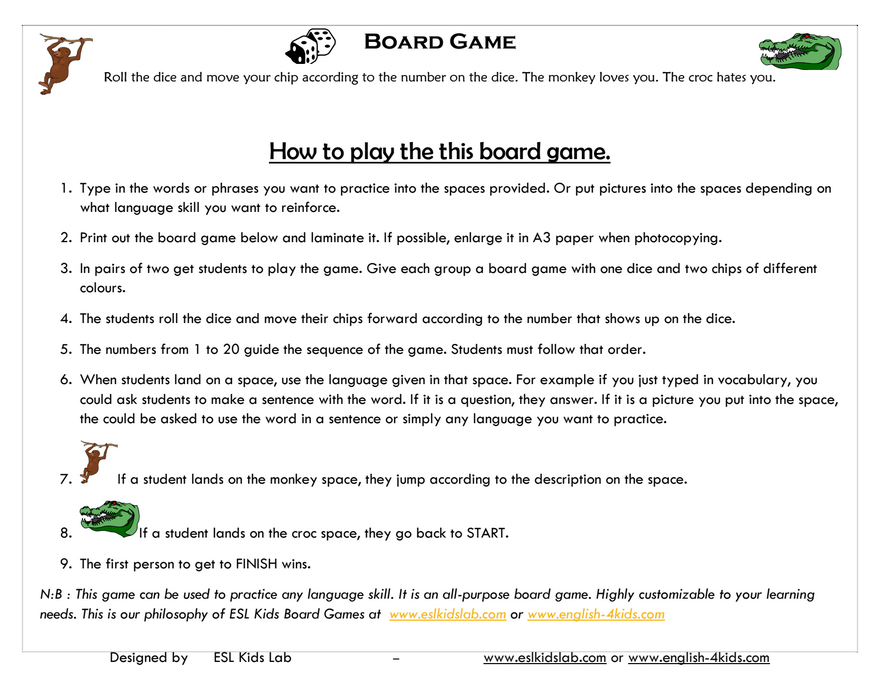 BOARD GAME
Roll the dice and move your chip according to the number on the dice. The monkey loves you. The croc hates you.
How to play the this board game.
1. Type in the words or phrases you want to practice into the spaces provided. Or put pictures into the spaces depending on
what language skill you want to reinforce.
2. Print out the board game below and laminate it. If possible, enlarge it in A3 paper when photocopying.
3. In pairs of two get students to play the game. Give each group a board game with one dice and two chips of different
colours.
4. The students roll the dice and move their chips forward according to the number that shows up on the dice.
5. The numbers from 1 to 20 guide the sequence of the game. Students must follow that order.
6. When students land on a space, use the language given in that space. For example if you just typed in vocabulary, you
could ask students to make a sentence with the word. If it is a question, they answer. If it is a picture you put into the space,
the could be asked to use the word in a sentence or simply any language you want to practice.
7. If a student lands on the monkey space, they jump according to the description on the space.
8. If a student lands on the croc space, they go back to START.
9. The first person to get to FINISH wins.
N:B : This game can be used to practice any language skill. It is an all-purpose board game. Highly customizable to your learning
needs. This is our philosophy of ESL Kids Board Games at www.eslkidslab.com or www.english-4kids.com
Designed by ESL Kids Lab – www.eslkidslab.com or www.english-4kids.com